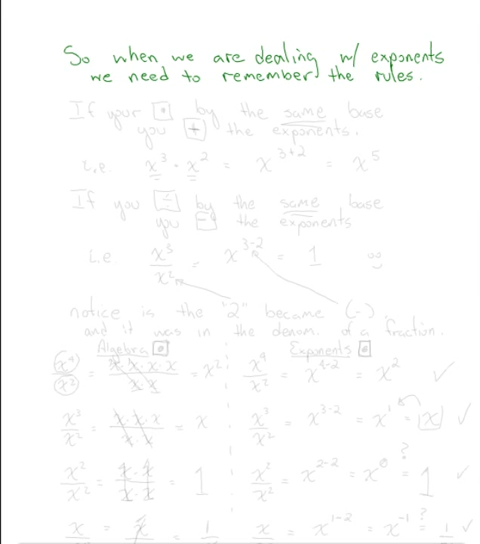 So when we are dealing w/ exponents
we need to remember the rules.
If your [·] by the same base
you [+] the exponents.
i.e. x³ · x² = x³⁺² = x⁵
If you [÷] by the same base
you [-] the exponents
i.e. x³/x² = x³⁻² = 1
notice is the "2" became (-).
and it was in the denom. of a fraction.
Algebra [·] Exponents [·]
x⁴/x² = x·x·x·x/x·x = x² : x⁴/x² = x⁴⁻² = x² ✓
x³/x² = x·x·x/x·x = x x³/x² = x³⁻² = x¹ = x ✓
x²/x² = x·x/x·x = 1 x²/x² = x²⁻² = x⁰ ?= 1 ✓
x = x = 1 x = x¹⁻² = x⁻¹ ?= 1 ✓